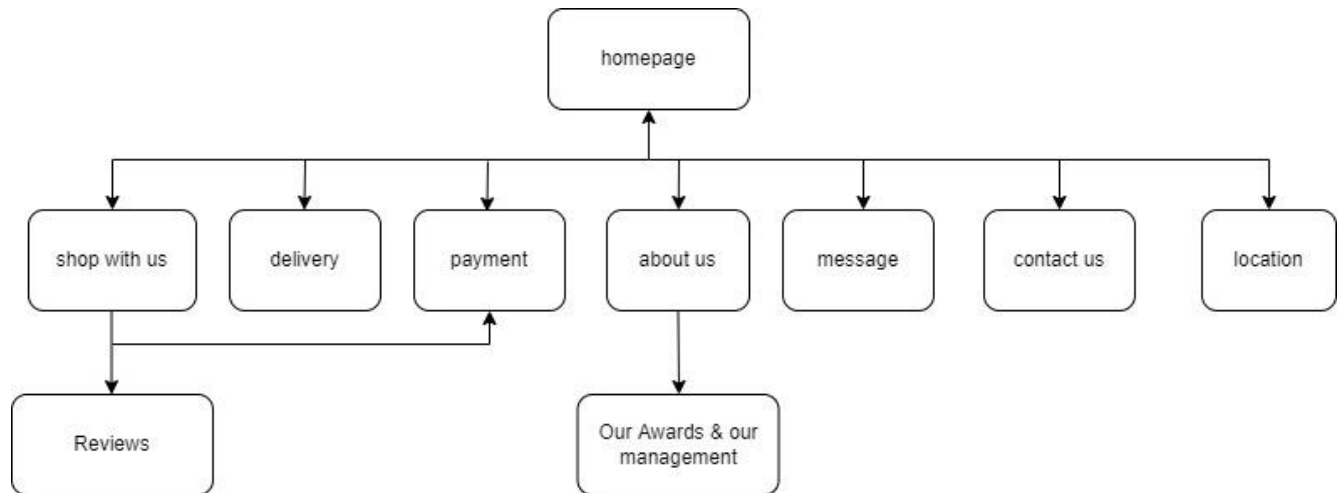 homepage
shop with us
delivery
payment
about us
message
contact us
location
Reviews
Our Awards & our
management